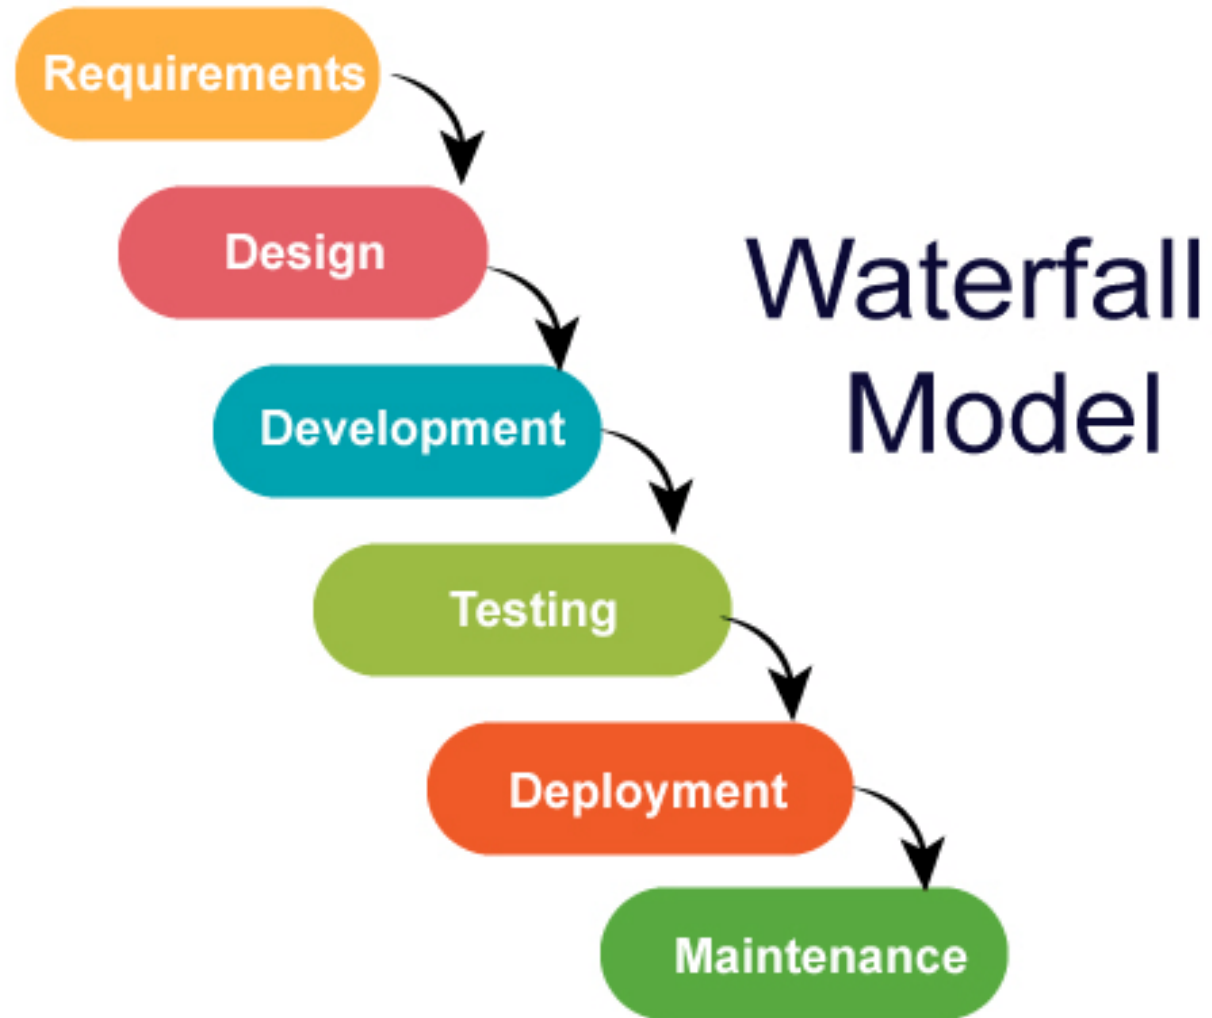 Requirements
Design
Waterfall
Model
Development
Testing
Deployment
Maintenance